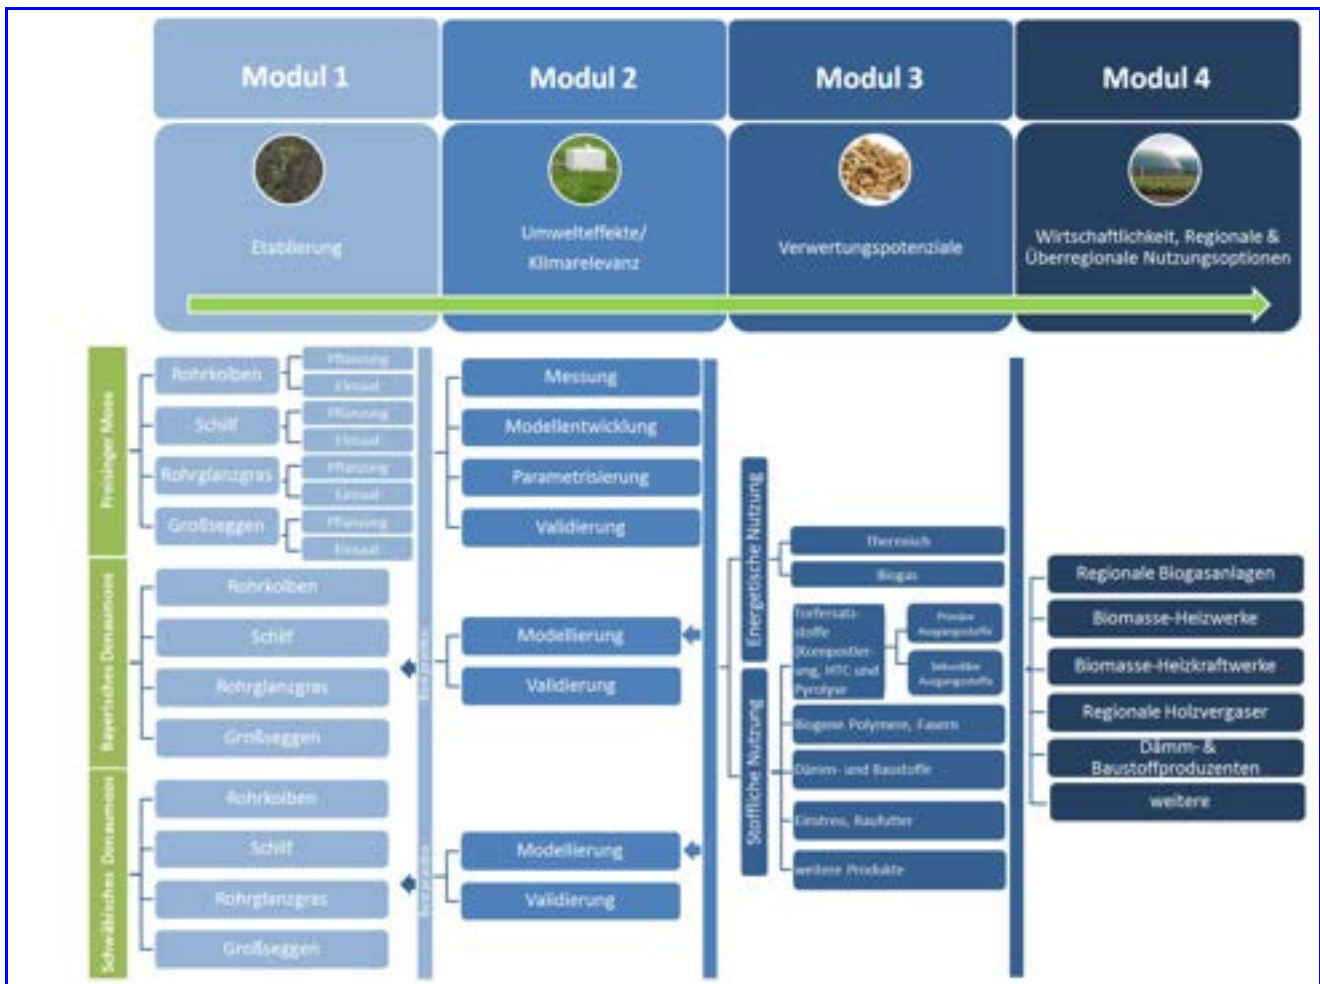 Modul 1
Modul 2
Modul 3
Modul 4
Etablierung
Umwelteffekte/
Klimarelevanz
Verwertungspotenziale
Wirtschaftlichkeit, Regionale &
Überregionale Nutzungsoptionen
Freisinger Moos
Rohrkolben
Pflanzung
Einsaat
Schilf
Pflanzung
Einsaat
Rohrglanzgras
Pflanzung
Einsaat
Großseggen
Pflanzung
Einsaat
Bayerisches Donaumoos
Rohrkolben
Schilf
Rohrglanzgras
Großseggen
Schwäbisches Donaumoos
Rohrkolben
Schilf
Rohrglanzgras
Großseggen
Messung
Modellentwicklung
Parametrisierung
Validierung
Modellierung
Validierung
Modellierung
Validierung
Energetische Nutzung
Thermisch
Biogas
Stoffliche Nutzung
Torfersatz-
stoffe
(Kompostier-
ung, HTC und
Pyrolyse
Primäre
Ausgangsstoffe
Sekundäre
Ausgangsstoffe
Biogene Polymere, Fasern
Dämm- und Baustoffe
Einstreu, Raufutter
weitere Produkte
Regionale Biogasanlagen
Biomasse-Heizwerke
Biomasse-Heizkraftwerke
Regionale Holzvergaser
Dämm- &
Baustoffproduzenten
weitere